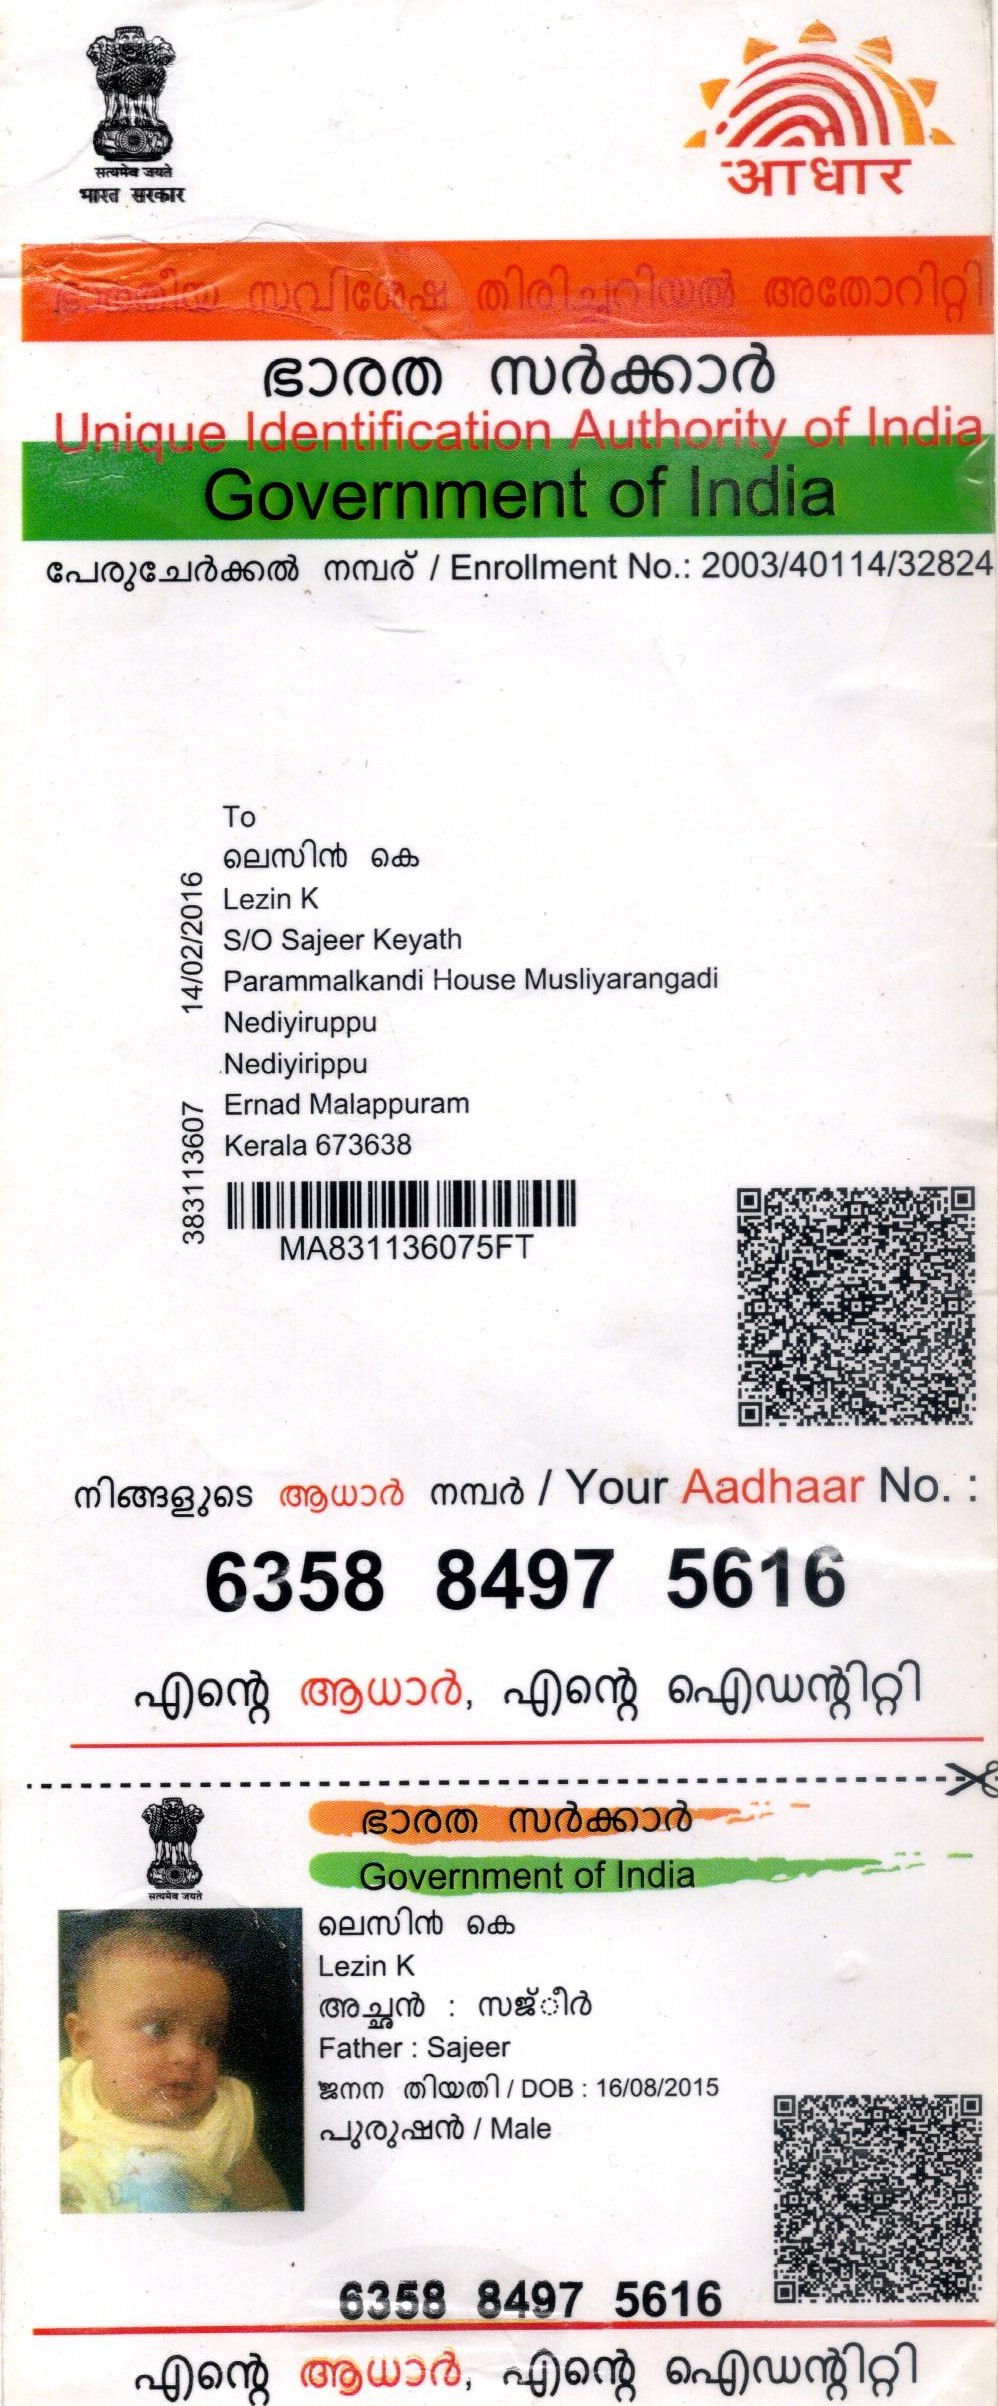 सत्यमेव जयते
भारत सरकार
आधार
ഭാരതീയ സവിശേഷ തിരിച്ചറിയൽ അതോറിറ്റി
ഭാരത സർക്കാർ
Unique Identification Authority of India
Government of India
പേരുചേർക്കൽ നമ്പര് / Enrollment No.: 2003/40114/32824
14/02/2016
383113607
To
ലെസിൻ കെ
Lezin K
S/O Sajeer Keyath
Parammalkandi House Musliyarangadi
Nediyiruppu
Nediyirippu
Ernad Malappuram
Kerala 673638
MA831136075FT
നിങ്ങളുടെ ആധാർ നമ്പർ / Your Aadhaar No. :
6358 8497 5616
എന്റെ ആധാർ, എന്റെ ഐഡന്റിറ്റി
सत्यमेव जयते
ഭാരത സർക്കാർ
Government of India
ലെസിൻ കെ
Lezin K
അച്ഛൻ : സജ്ീർ
Father : Sajeer
ജനന തിയതി / DOB : 16/08/2015
പുരുഷൻ / Male
6358 8497 5616
എന്റെ ആധാർ, എന്റെ ഐഡന്റിറ്റി